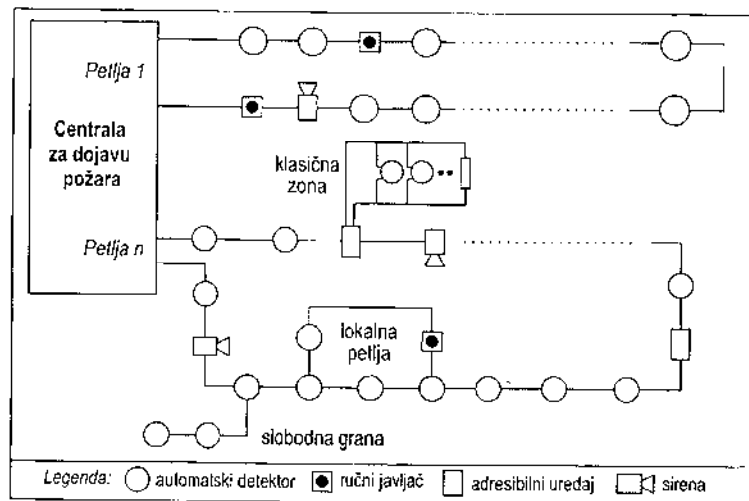 Petlja 1
Centrala
za dojavu
požara
klasična
zona
Petlja n
lokalna
petlja
slobodna grana
Legenda: automatski detektor ručni javljač adresibilni uređaj sirena